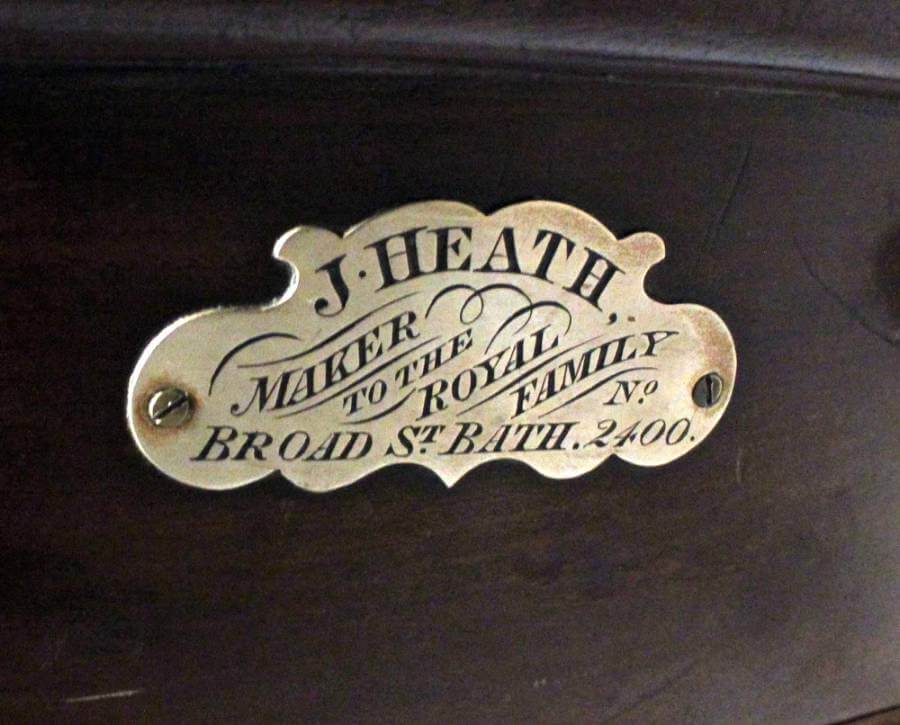 J. HEATH,
MAKER TO THE ROYAL FAMILY
No
BROAD ST. BATH. 2400.